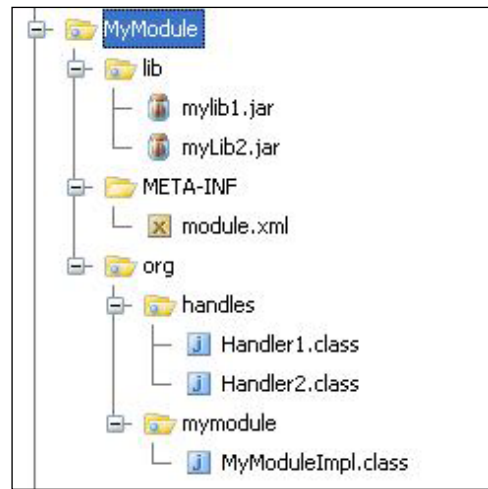 MyModule
lib
mylib1.jar
myLib2.jar
META-INF
module.xml
org
handles
Handler1.class
Handler2.class
mymodule
MyModuleImpl.class